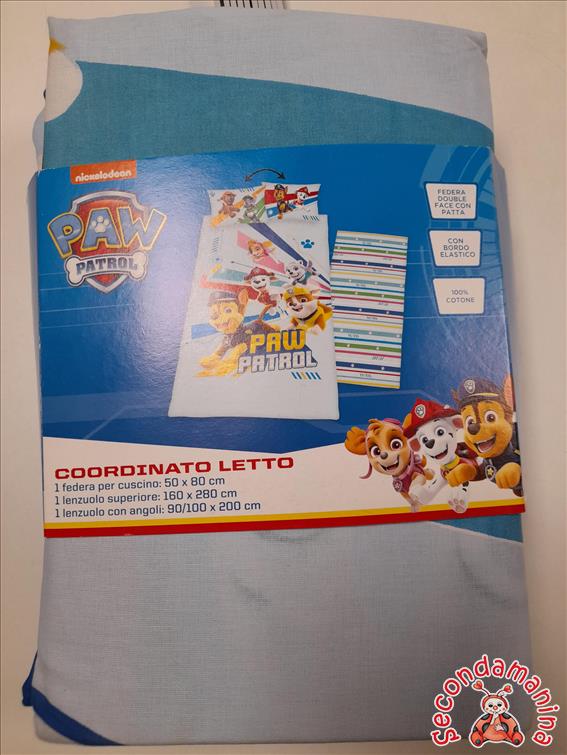 nickelodeon
PAW
PATROL
FEDERA
DOUBLE
FACE CON
PATTA
CON
BORDO
ELASTICO
100%
COTONE
PAW
PATROL
COORDINATO LETTO
1 federa per cuscino: 50 x 80 cm
1 lenzuolo superiore: 160 x 280 cm
1 lenzuolo con angoli: 90/100 x 200 cm
secondamanina